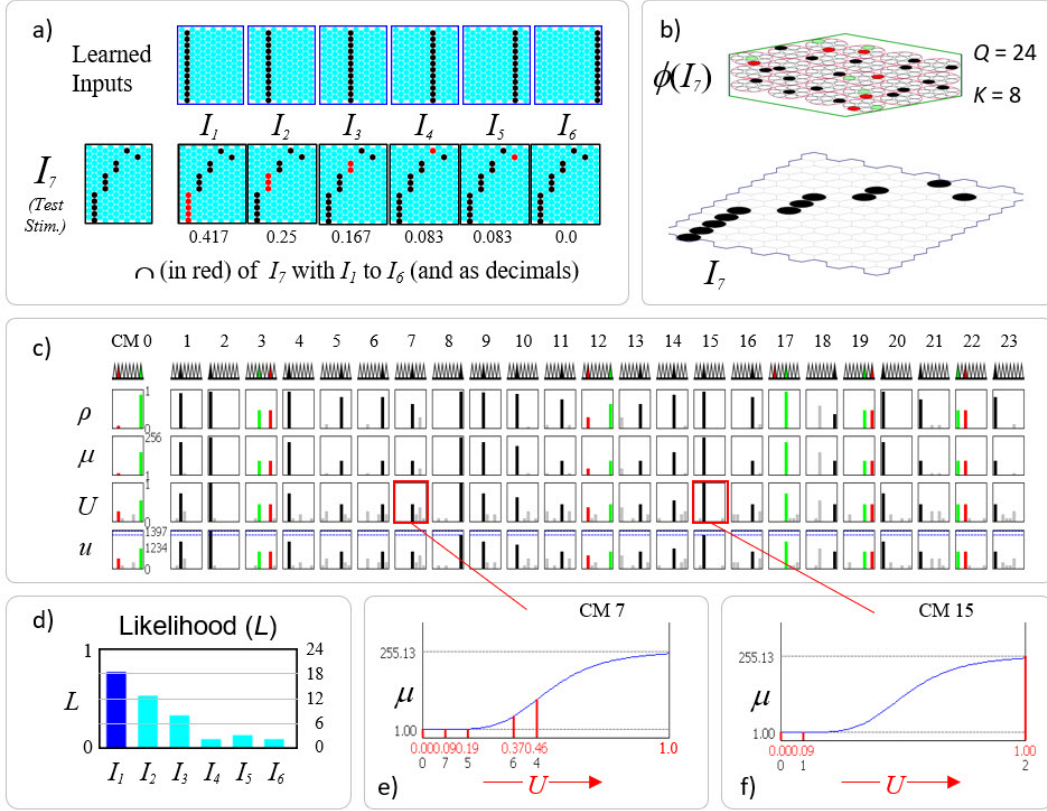 a)
Learned
Inputs
I1 I2 I3 I4 I5 I6
I7
(Test
Stim.)
0.417 0.25 0.167 0.083 0.083 0.0
∩ (in red) of I7 with I1 to I6 (and as decimals)
b)
ϕ(I7)
Q = 24
K = 8
I7
c)
CM 0 1 2 3 4 5 6 7 8 9 10 11 12 13 14 15 16 17 18 19 20 21 22 23
ρ 1 0
μ 256 1
U 1 0
u 1397 1234 0
d)
Likelihood (L)
1 24
18
L 12
6
0 0
I1 I2 I3 I4 I5 I6
CM 7
255.13
μ
1.00
0.00 0.09 0.19 0.37 0.46 1.0
0 7 5 6 4
e) U
CM 15
255.13
μ
1.00
0.00 0.09 1.00
0 1 2
f) U